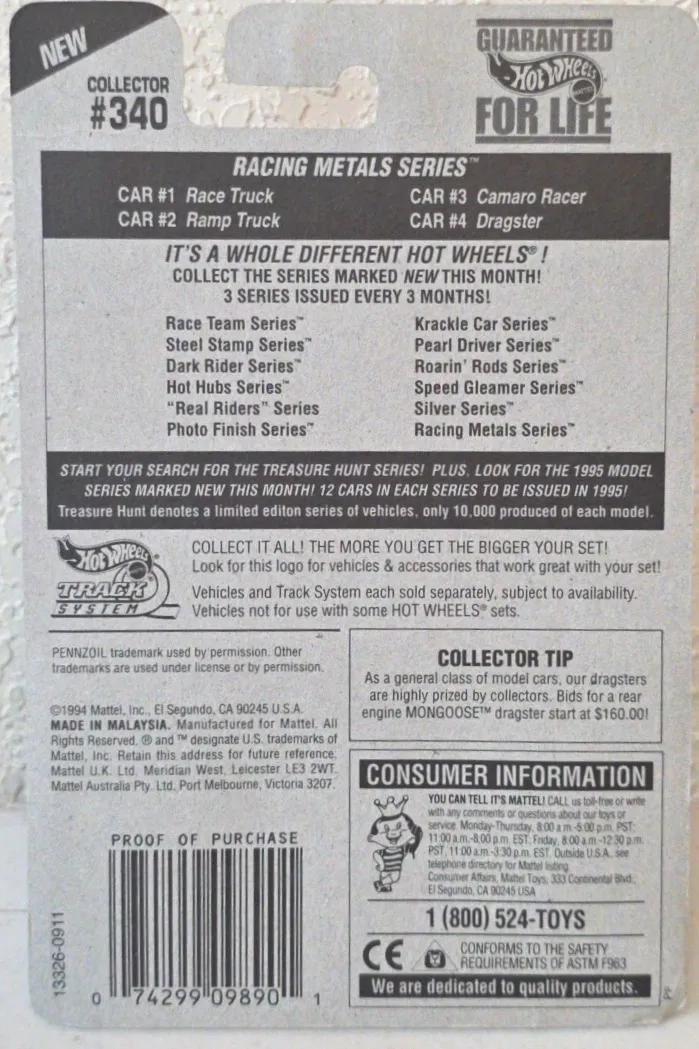 NEW
COLLECTOR
#340
GUARANTEED
HOT WHEELS
MATTEL
FOR LIFE
RACING METALS SERIES™
CAR #1 Race Truck
CAR #2 Ramp Truck
CAR #3 Camaro Racer
CAR #4 Dragster
IT'S A WHOLE DIFFERENT HOT WHEELS® !
COLLECT THE SERIES MARKED NEW THIS MONTH!
3 SERIES ISSUED EVERY 3 MONTHS!
Race Team Series™
Steel Stamp Series™
Dark Rider Series™
Hot Hubs Series™
"Real Riders" Series
Photo Finish Series™
Krackle Car Series™
Pearl Driver Series™
Roarin' Rods Series™
Speed Gleamer Series™
Silver Series™
Racing Metals Series™
START YOUR SEARCH FOR THE TREASURE HUNT SERIES! PLUS, LOOK FOR THE 1995 MODEL
SERIES MARKED NEW THIS MONTH! 12 CARS IN EACH SERIES TO BE ISSUED IN 1995!
Treasure Hunt denotes a limited editon series of vehicles, only 10,000 produced of each model.
HOT WHEELS
TRACK
SYSTEM
COLLECT IT ALL! THE MORE YOU GET THE BIGGER YOUR SET!
Look for this logo for vehicles & accessories that work great with your set!
Vehicles and Track System each sold separately, subject to availability.
Vehicles not for use with some HOT WHEELS® sets.
PENNZOIL trademark used by permission. Other
trademarks are used under license or by permission.
©1994 Mattel, Inc., El Segundo, CA 90245 U.S.A.
MADE IN MALAYSIA. Manufactured for Mattel. All
Rights Reserved. ® and ™ designate U.S. trademarks of
Mattel, Inc. Retain this address for future reference.
Mattel U.K. Ltd. Meridian West, Leicester LE3 2WT.
Mattel Australia Pty. Ltd. Port Melbourne, Victoria 3207.
COLLECTOR TIP
As a general class of model cars, our dragsters
are highly prized by collectors. Bids for a rear
engine MONGOOSE™ dragster start at $160.00!
CONSUMER INFORMATION
YOU CAN TELL IT'S MATTEL! CALL us toll-free or write
with any comments or questions about our toys or
service. Monday-Thursday, 8:00 a.m.-5:00 p.m. PST:
11:00 a.m.-8:00 p.m. EST; Friday, 8:00 a.m.-12:30 p.m.
PST, 11:00 a.m.-3:30 p.m. EST. Outside U.S.A., see
telephone directory for Mattel listing.
Consumer Affairs, Mattel Toys, 333 Continental Blvd.,
El Segundo, CA 90245 USA
1 (800) 524-TOYS
CE
CONFORMS TO THE SAFETY
REQUIREMENTS OF ASTM F963
We are dedicated to quality products.
PROOF OF PURCHASE
13326-0911
0 74299 09890 1